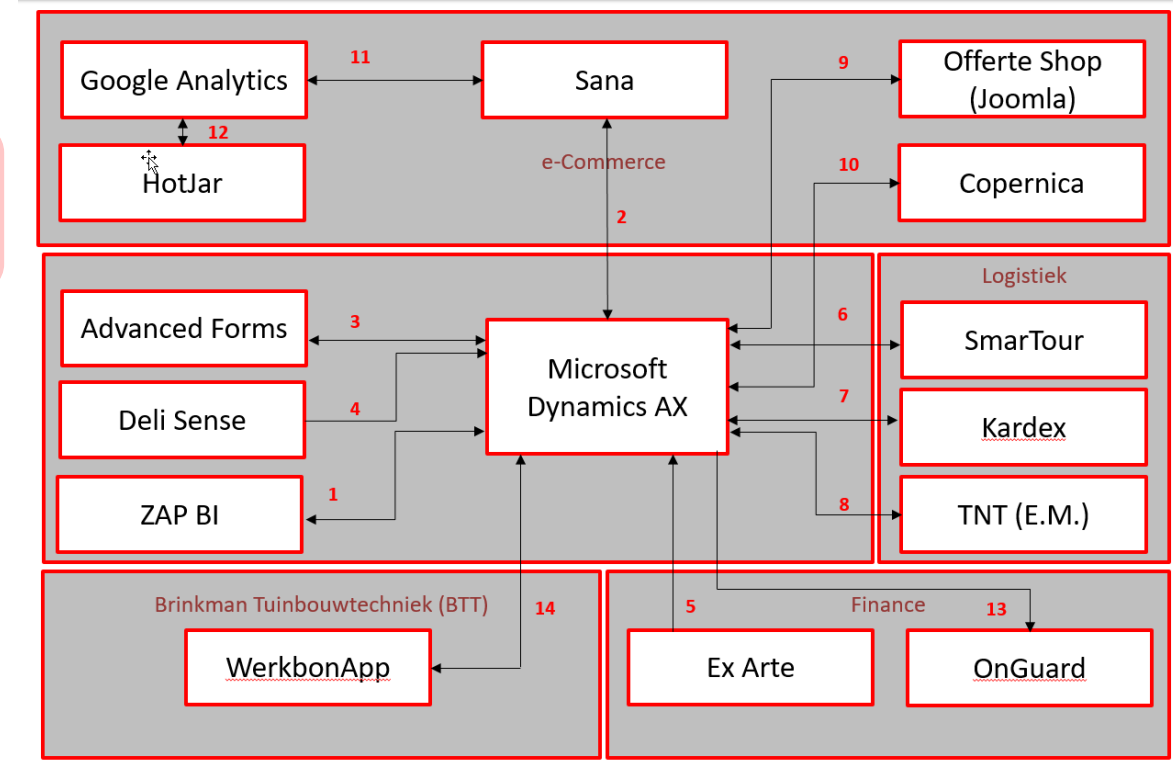 Google Analytics
11
Sana
9
Offerte Shop
(Joomla)
12
HotJar
e-Commerce
10
Copernica
2
Logistiek
Advanced Forms
3
6
SmarTour
Microsoft
Dynamics AX
Deli Sense
4
7
Kardex
ZAP BI
1
8
TNT (E.M.)
Brinkman Tuinbouwtechniek (BTT)
14
5
Finance
13
WerkbonApp
Ex Arte
OnGuard